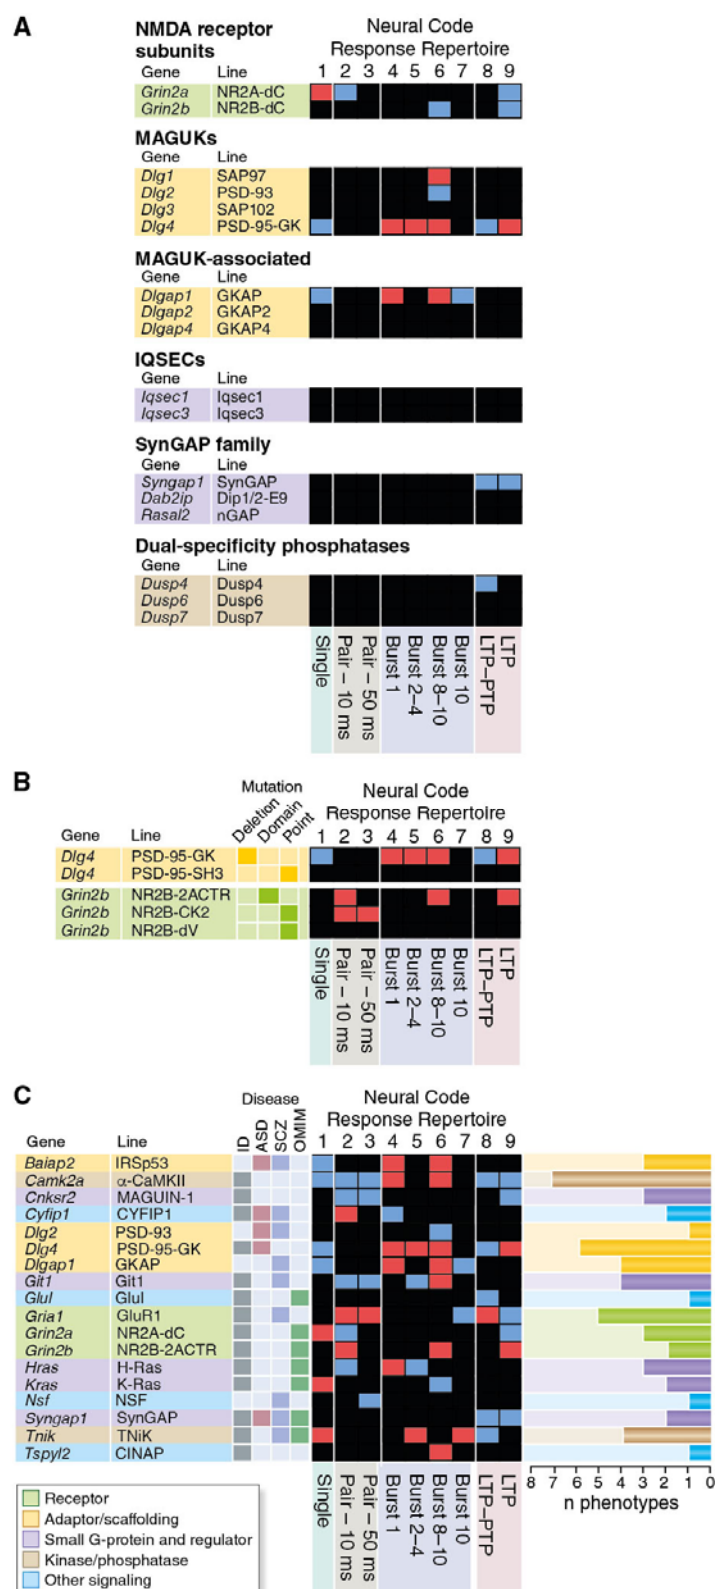 A
NMDA receptor subunits
Neural Code
Response Repertoire
Gene Line 1 2 3 4 5 6 7 8 9
Grin2a NR2A-dC
Grin2b NR2B-dC
MAGUKs
Gene Line
Dlg1 SAP97
Dlg2 PSD-93
Dlg3 SAP102
Dlg4 PSD-95-GK
MAGUK-associated
Gene Line
Dlgap1 GKAP
Dlgap2 GKAP2
Dlgap4 GKAP4
IQSECs
Gene Line
Iqsec1 Iqsec1
Iqsec3 Iqsec3
SynGAP family
Gene Line
Syngap1 SynGAP
Dab2ip Dip1/2-E9
Rasal2 nGAP
Dual-specificity phosphatases
Gene Line
Dusp4 Dusp4
Dusp6 Dusp6
Dusp7 Dusp7
Single
Pair – 10 ms
Pair – 50 ms
Burst 1
Burst 2–4
Burst 8–10
Burst 10
LTP–PTP
LTP
B
Mutation
Deletion
Domain
Point
Neural Code
Response Repertoire
Gene Line 1 2 3 4 5 6 7 8 9
Dlg4 PSD-95-GK
Dlg4 PSD-95-SH3
Grin2b NR2B-2ACTR
Grin2b NR2B-CK2
Grin2b NR2B-dV
Single
Pair – 10 ms
Pair – 50 ms
Burst 1
Burst 2–4
Burst 8–10
Burst 10
LTP–PTP
LTP
C
Disease
ID
ASD
SCZ
OMIM
Neural Code
Response Repertoire
Gene Line 1 2 3 4 5 6 7 8 9
Baiap2 IRSp53
Camk2a α-CaMKII
Cnksr2 MAGUIN-1
Cyfip1 CYFIP1
Dlg2 PSD-93
Dlg4 PSD-95-GK
Dlgap1 GKAP
Git1 Git1
Glul Glul
Gria1 GluR1
Grin2a NR2A-dC
Grin2b NR2B-2ACTR
Hras H-Ras
Kras K-Ras
Nsf NSF
Syngap1 SynGAP
Tnik TNiK
Tspyl2 CINAP
Single
Pair – 10 ms
Pair – 50 ms
Burst 1
Burst 2–4
Burst 8–10
Burst 10
LTP–PTP
LTP
8 7 6 5 4 3 2 1 0
n phenotypes
Receptor
Adaptor/scaffolding
Small G-protein and regulator
Kinase/phosphatase
Other signaling